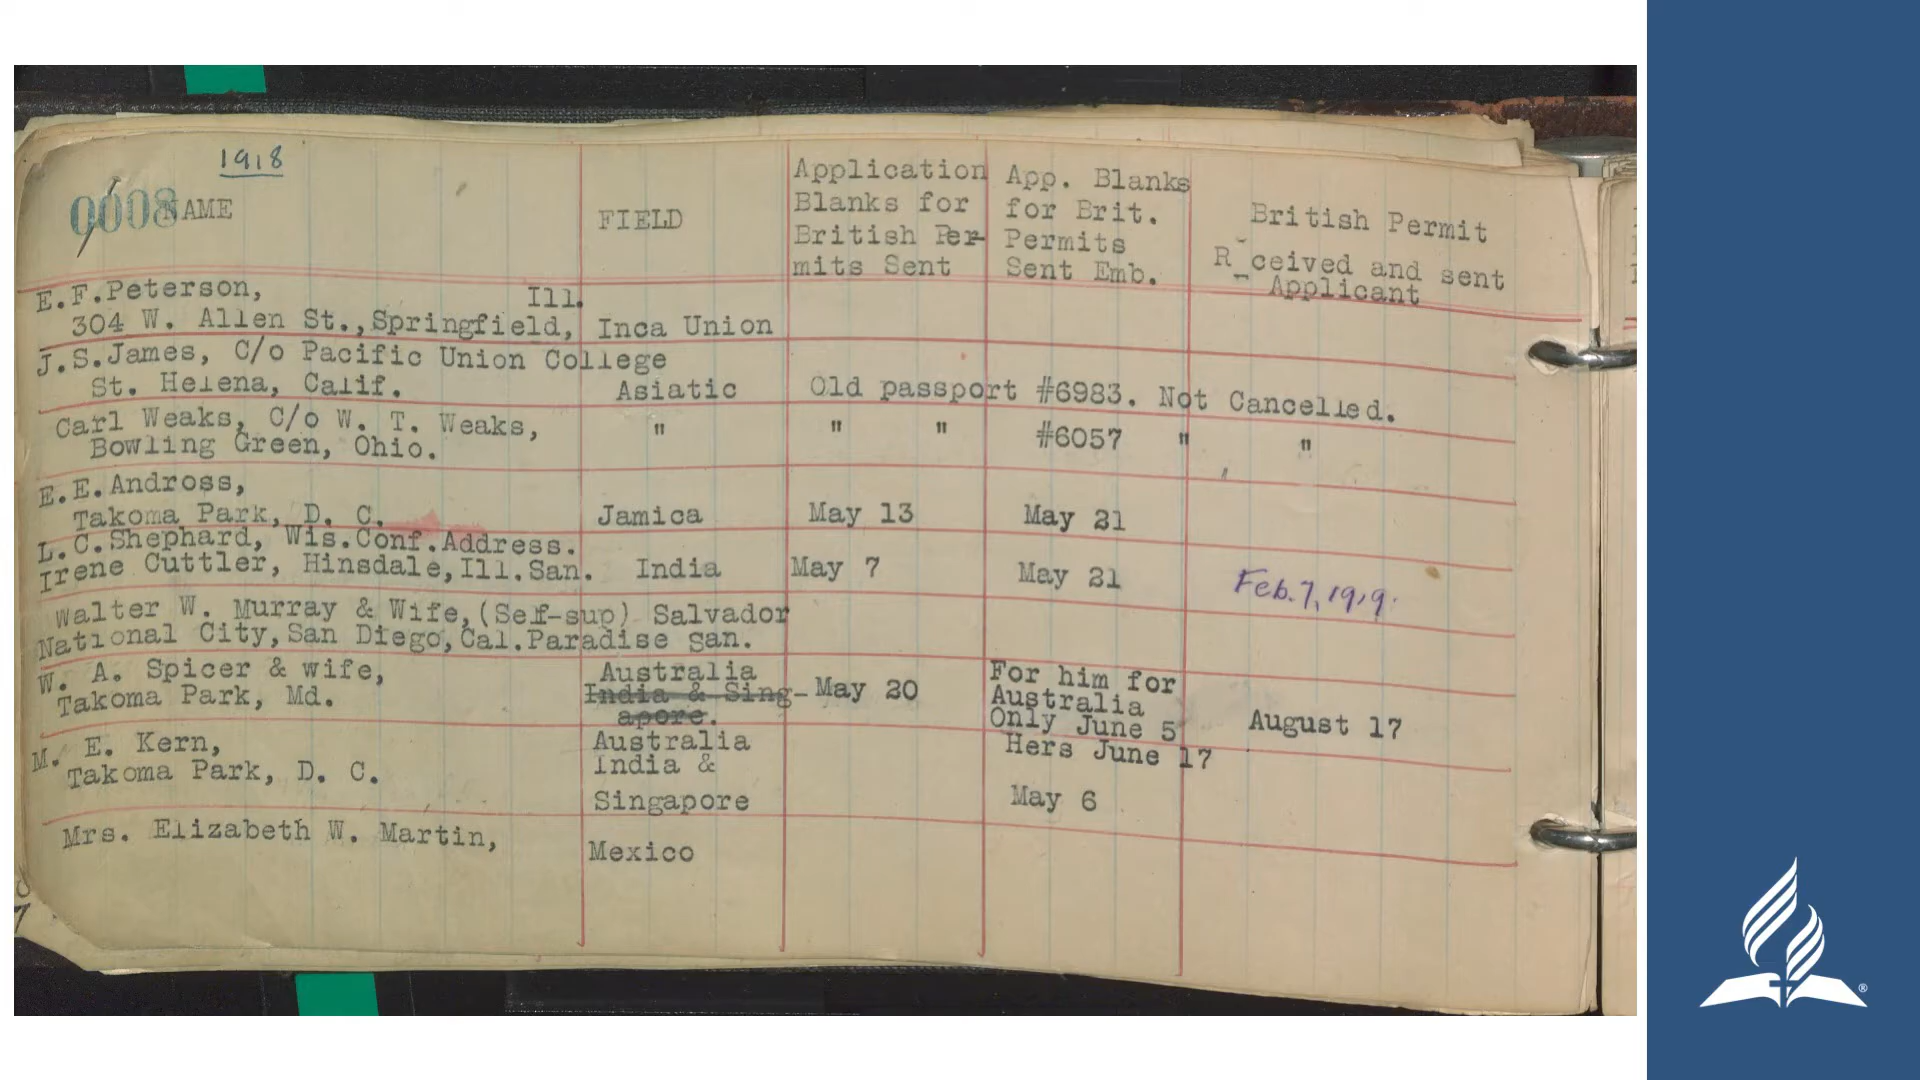 1918
0008 NAME
FIELD
Application
Blanks for
British Per-
mits Sent
App. Blanks
for Brit.
Permits
Sent Emb.
British Permit
R_ceived and sent
Applicant
E.F.Peterson, Ill.
304 W. Allen St.,Springfield, Inca Union
J.S.James, C/o Pacific Union College
St. Helena, Calif. Asiatic Old passport #6983. Not Cancelled.
Carl Weaks, C/o W. T. Weaks, " " " #6057 " "
Bowling Green, Ohio.
E.E.Andross,
Takoma Park, D. C. Jamica May 13 May 21
L.C.Shephard, Wis.Conf.Address.
Irene Cuttler, Hinsdale,Ill.San. India May 7 May 21 Feb.7,1919.
Walter W. Murray & Wife,(Self-sup) Salvador
National City,San Diego,Cal.Paradise San.
W. A. Spicer & wife,
Takoma Park, Md.
Australia
India & Sing-
apore.
May 20
For him for
Australia
Only June 5
Hers June 17
August 17
M. E. Kern,
Takoma Park, D. C.
Australia
India &
Singapore
May 6
Mrs. Elizabeth W. Martin,
Mexico
®